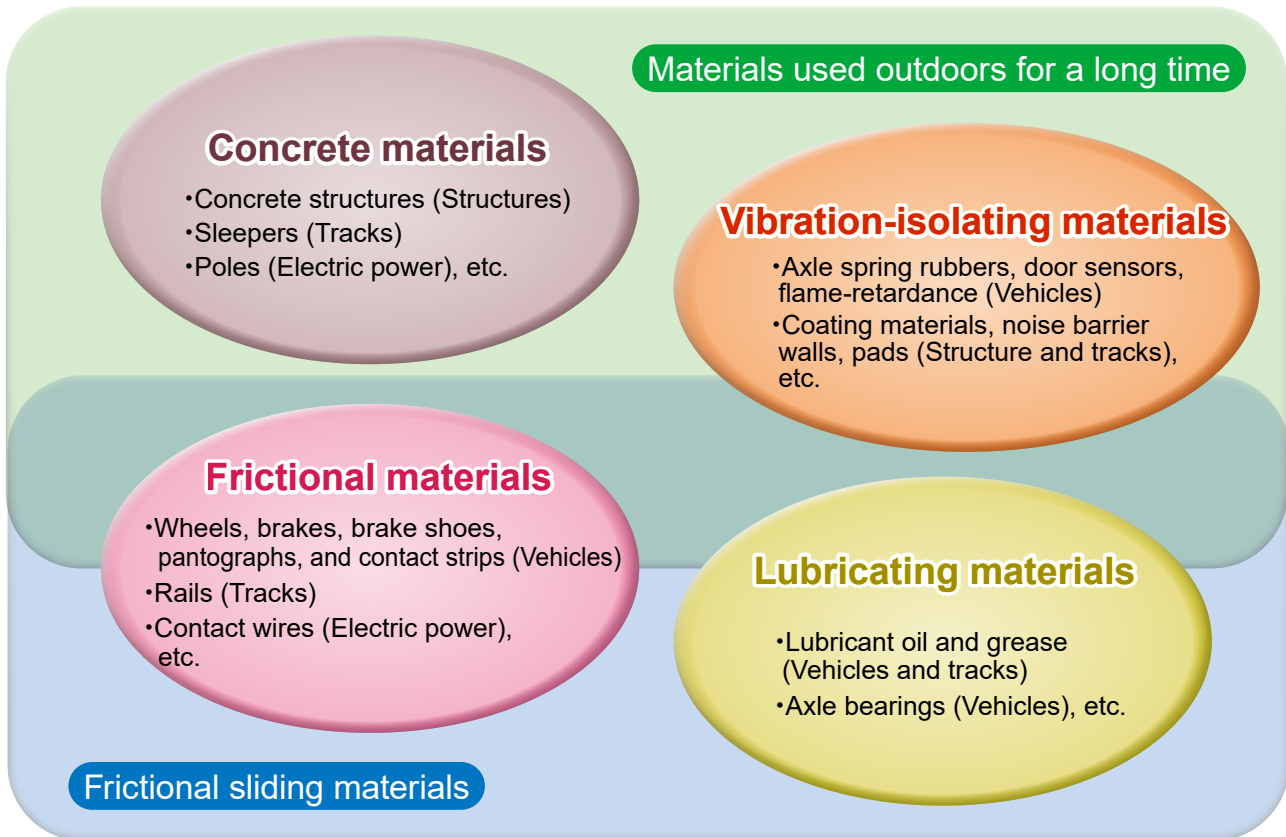 Materials used outdoors for a long time
Concrete materials
・Concrete structures (Structures)
・Sleepers (Tracks)
・Poles (Electric power), etc.
Vibration-isolating materials
・Axle spring rubbers, door sensors,
flame-retardance (Vehicles)
・Coating materials, noise barrier
walls, pads (Structure and tracks),
etc.
Frictional materials
・Wheels, brakes, brake shoes,
pantographs, and contact strips (Vehicles)
・Rails (Tracks)
・Contact wires (Electric power),
etc.
Lubricating materials
・Lubricant oil and grease
(Vehicles and tracks)
・Axle bearings (Vehicles), etc.
Frictional sliding materials